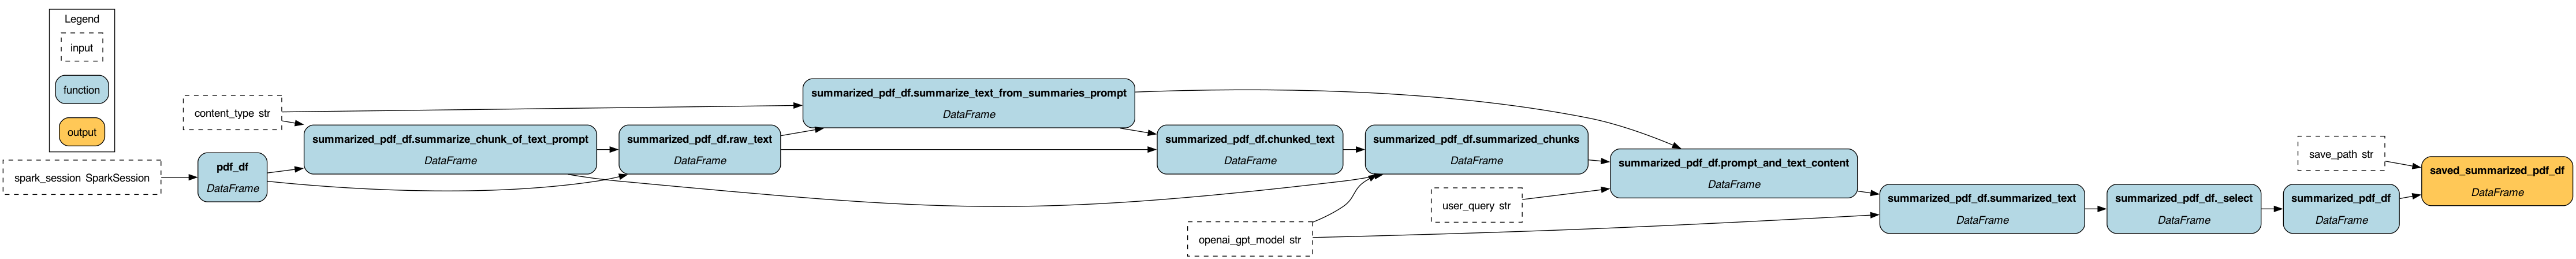 Legend
input
function
output
content_type str
spark_session SparkSession
pdf_df
DataFrame
summarized_pdf_df.summarize_chunk_of_text_prompt
DataFrame
summarized_pdf_df.raw_text
DataFrame
summarized_pdf_df.summarize_text_from_summaries_prompt
DataFrame
summarized_pdf_df.chunked_text
DataFrame
openai_gpt_model str
summarized_pdf_df.summarized_chunks
DataFrame
user_query str
summarized_pdf_df.prompt_and_text_content
DataFrame
summarized_pdf_df.summarized_text
DataFrame
summarized_pdf_df._select
DataFrame
summarized_pdf_df
DataFrame
save_path str
saved_summarized_pdf_df
DataFrame